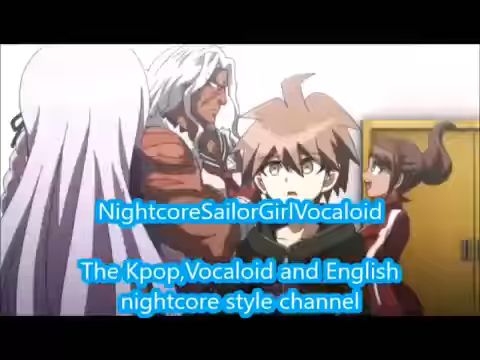 NightcoreSailorGirlVocaloid
The Kpop,Vocaloid and English
nightcore style channel